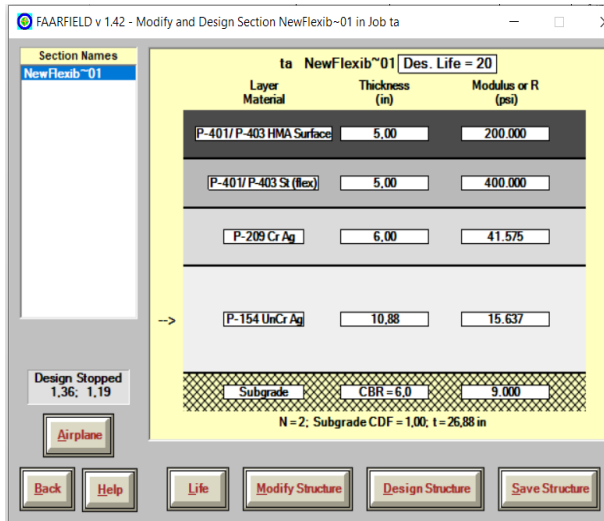 FAARFIELD v 1.42 - Modify and Design Section NewFlexib~01 in Job ta
Section Names
NewFlexib~01
ta NewFlexib~01 Des. Life = 20
Layer Material Thickness (in) Modulus or R (psi)
P-401/ P-403 HMA Surface 5,00 200.000
P-401/ P-403 St (flex) 5,00 400.000
P-209 Cr Ag 6,00 41.575
--> P-154 UnCr Ag 10,88 15.637
Subgrade CBR = 6,0 9.000
N = 2; Subgrade CDF = 1,00; t = 26,88 in
Design Stopped
1,36; 1,19
Airplane
Back Help Life Modify Structure Design Structure Save Structure